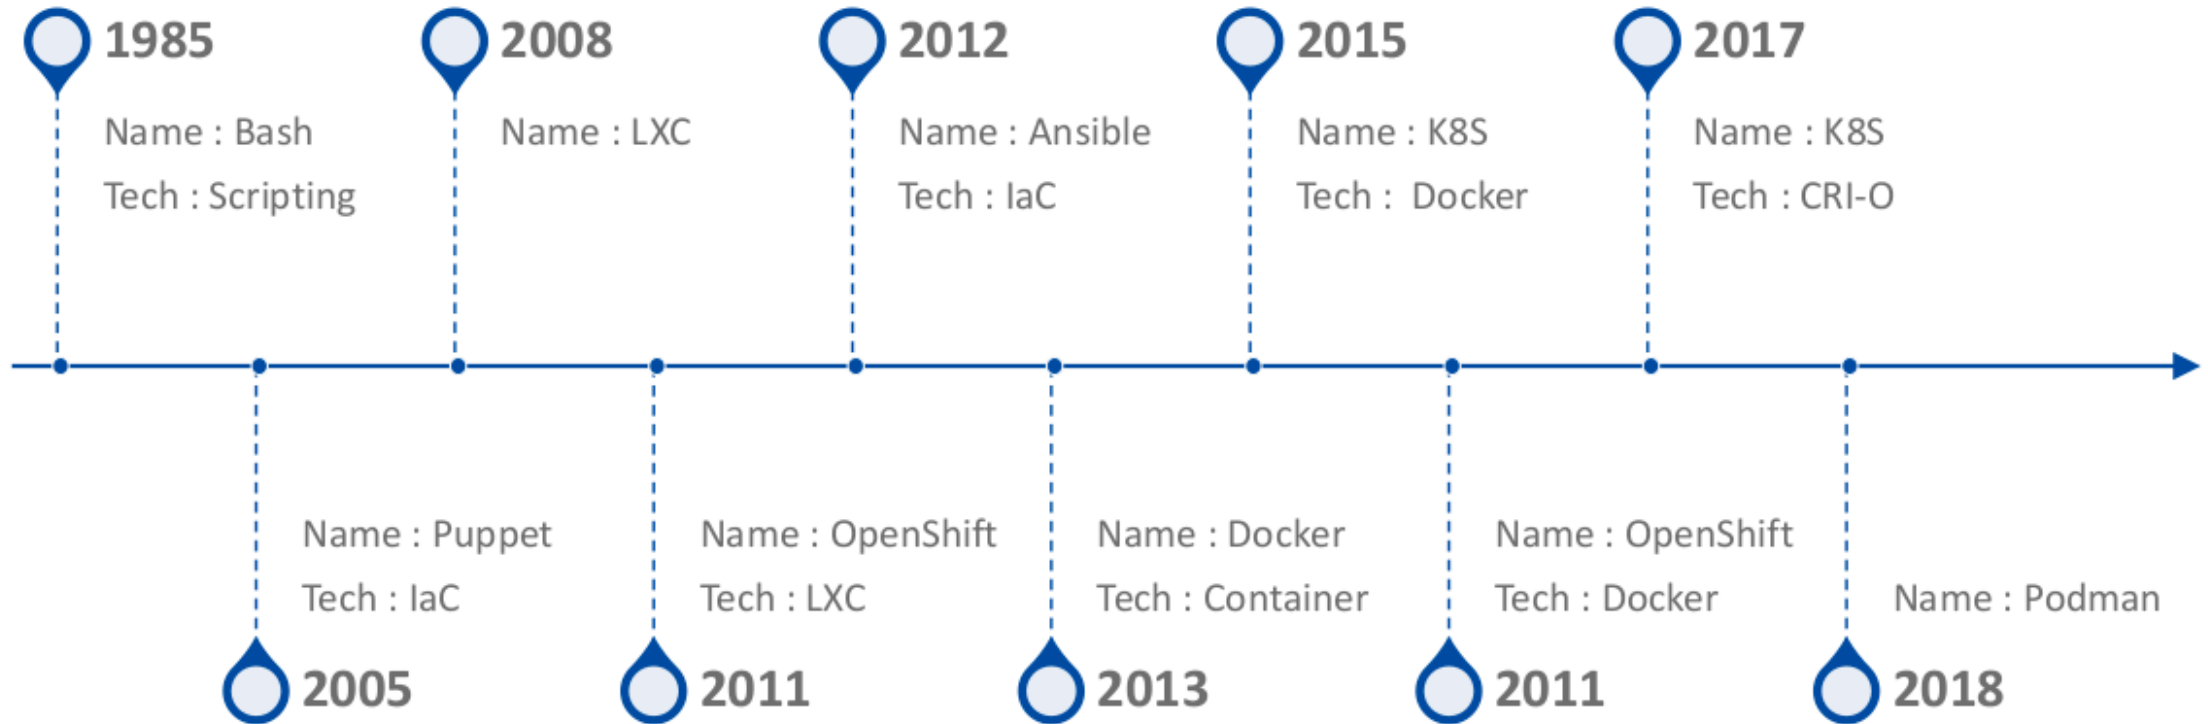 1985
Name : Bash
Tech : Scripting
2008
Name : LXC
2012
Name : Ansible
Tech : IaC
2015
Name : K8S
Tech :  Docker
2017
Name : K8S
Tech : CRI-O
Name : Puppet
Tech : IaC
2005
Name : OpenShift
Tech : LXC
2011
Name : Docker
Tech : Container
2013
Name : OpenShift
Tech : Docker
2011
Name : Podman
2018